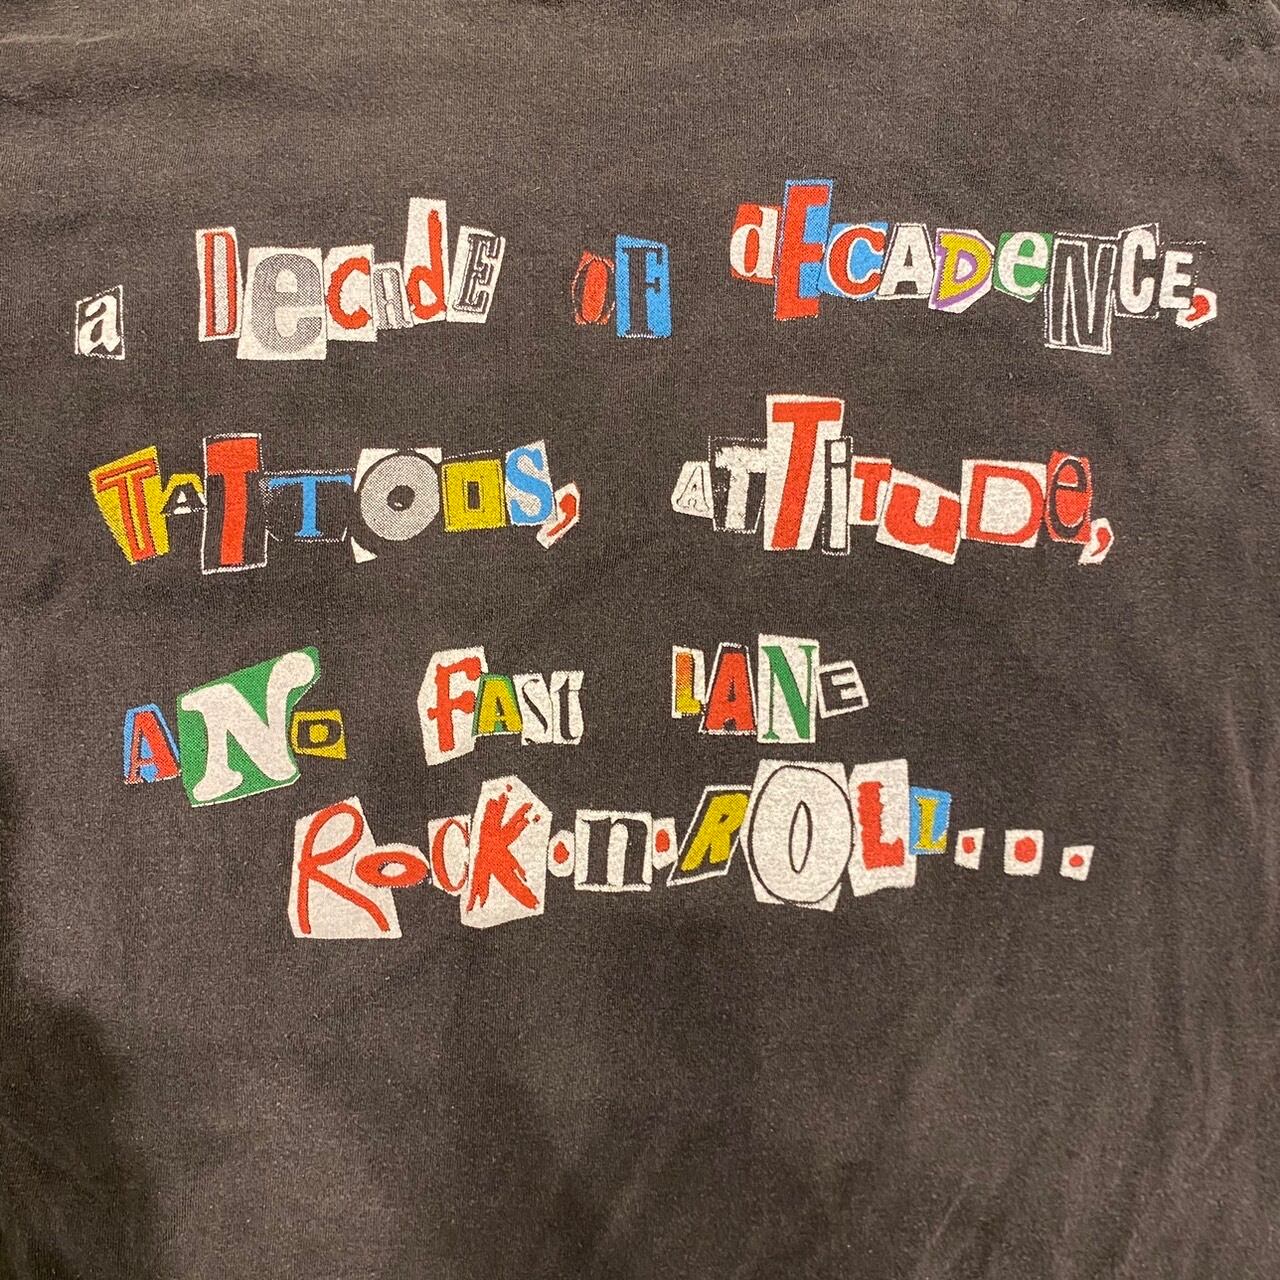 a DecAdE OF dECADeNCE,
TATTOOS, ATTiTUDe,
AND FAST LANE
ROCK·n·ROLL...